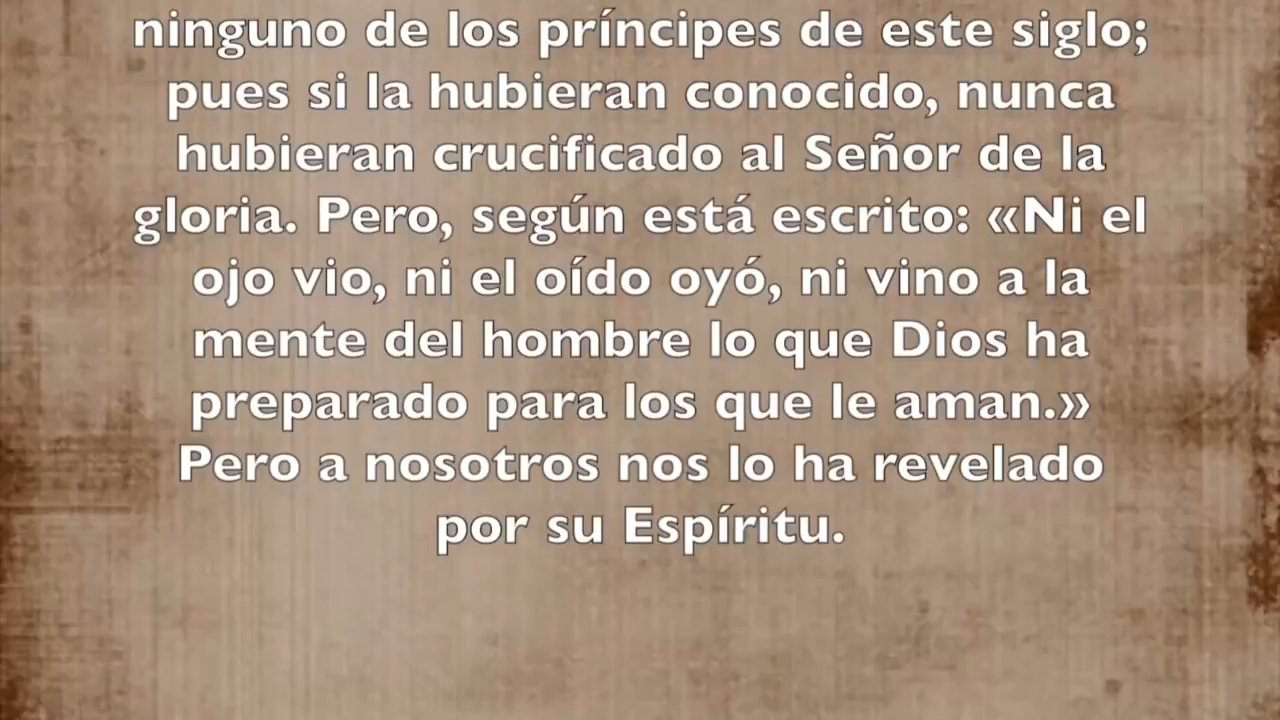 ninguno de los príncipes de este siglo;
pues si la hubieran conocido, nunca
hubieran crucificado al Señor de la
gloria. Pero, según está escrito: «Ni el
ojo vio, ni el oído oyó, ni vino a la
mente del hombre lo que Dios ha
preparado para los que le aman.»
Pero a nosotros nos lo ha revelado
por su Espíritu.